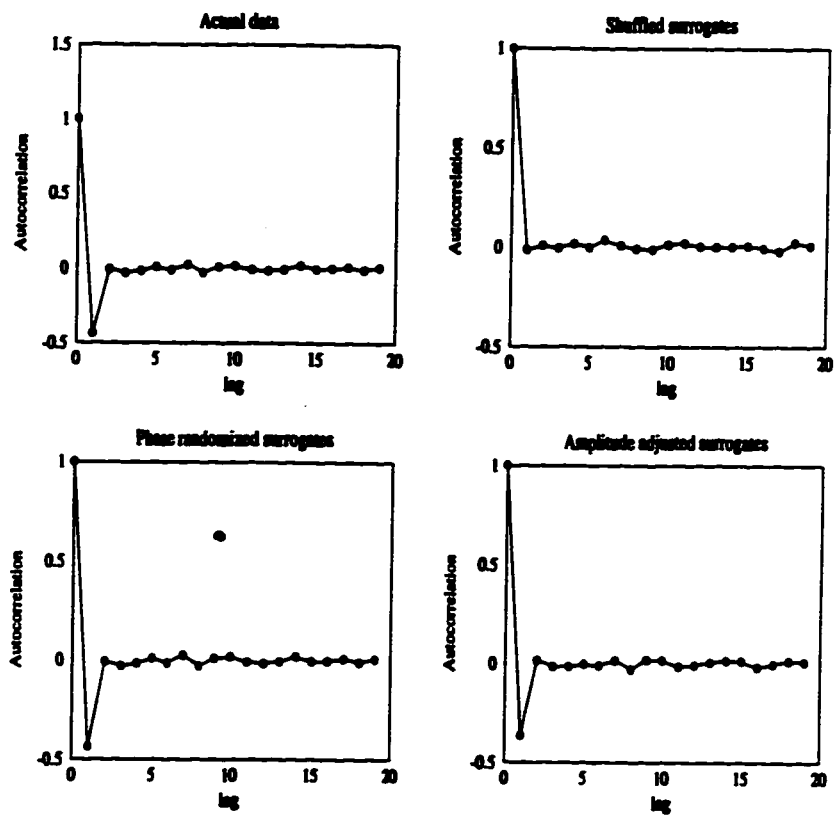 Actual data
1.5
1
0.5
0
-0.5
0 5 10 15 20
Autocorrelation
lag
Shuffled surrogates
1
0.5
0
-0.5
0 5 10 15 20
Autocorrelation
lag
Phase randomized surrogates
1
0.5
0
-0.5
0 5 10 15 20
Autocorrelation
lag
Amplitude adjusted surrogates
1
0.5
0
-0.5
0 5 10 15 20
Autocorrelation
lag